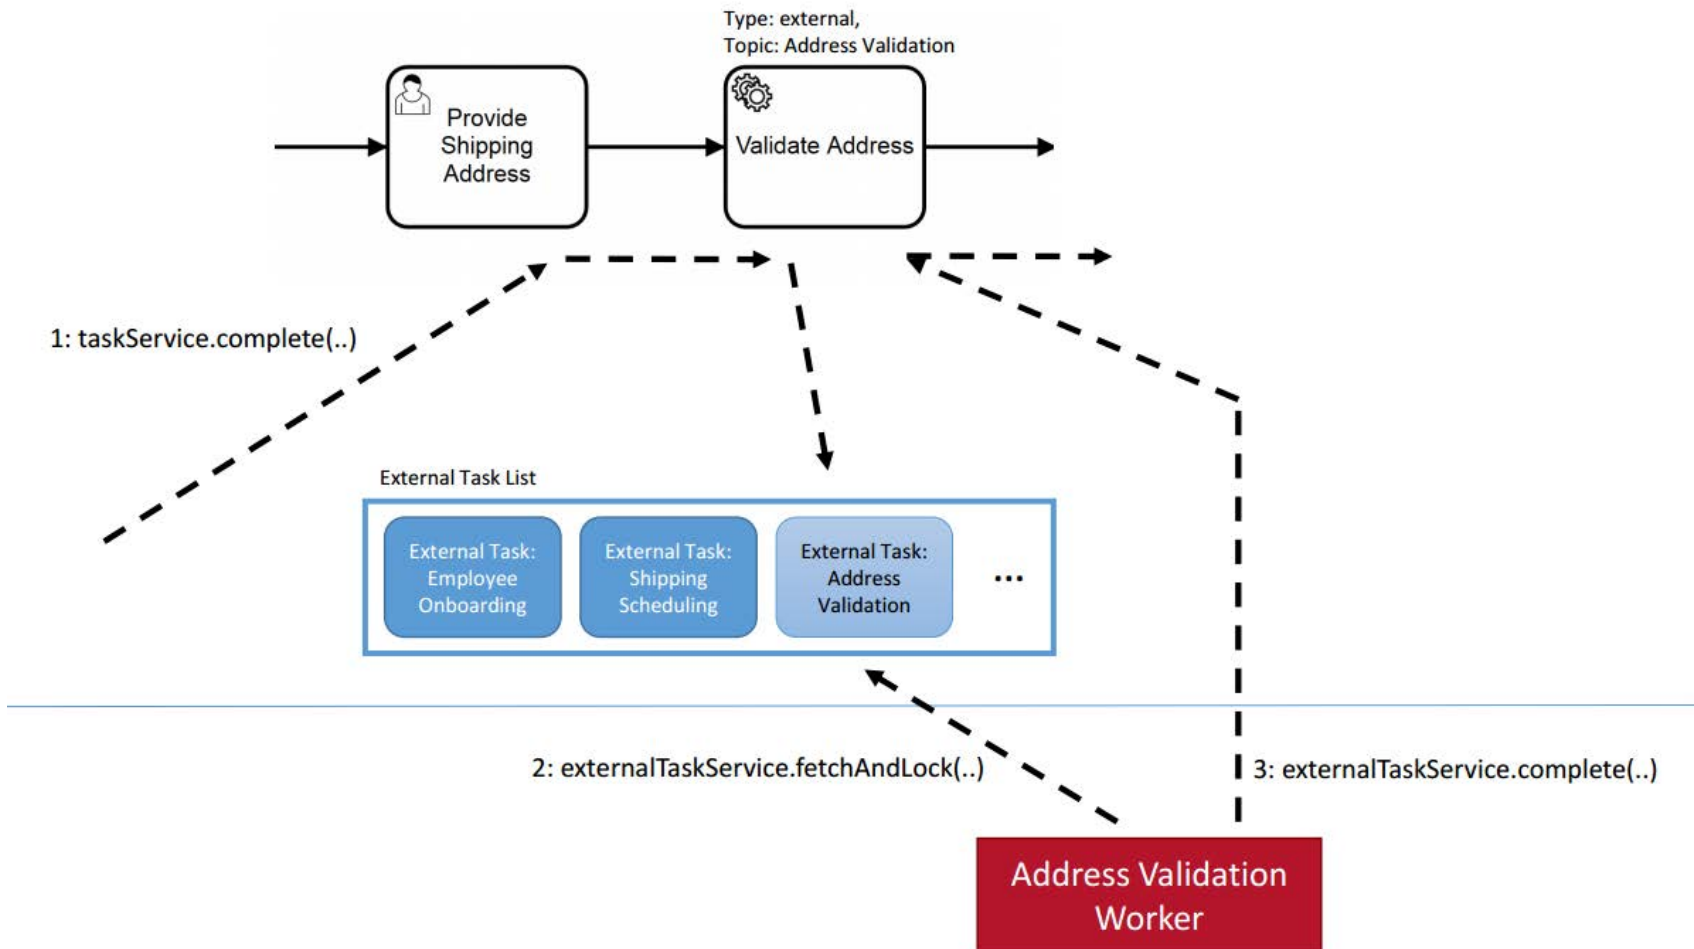 Type: external,
Topic: Address Validation
Provide
Shipping
Address
Validate Address
1: taskService.complete(..)
External Task List
External Task:
Employee
Onboarding
External Task:
Shipping
Scheduling
External Task:
Address
Validation
...
2: externalTaskService.fetchAndLock(..)
3: externalTaskService.complete(..)
Address Validation
Worker